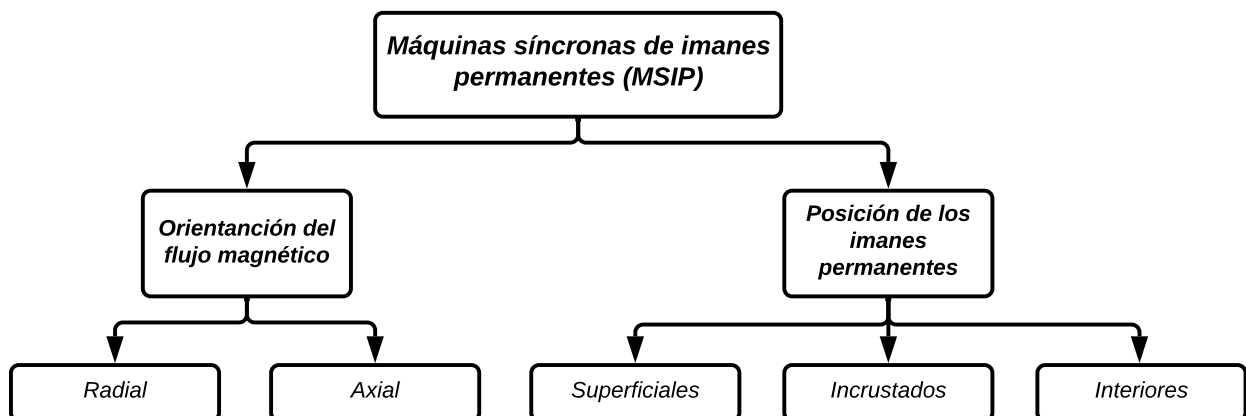 Máquinas síncronas de imanes
permanentes (MSIP)
Orientanción del
flujo magnético
Posición de los
imanes
permanentes
Radial
Axial
Superficiales
Incrustados
Interiores